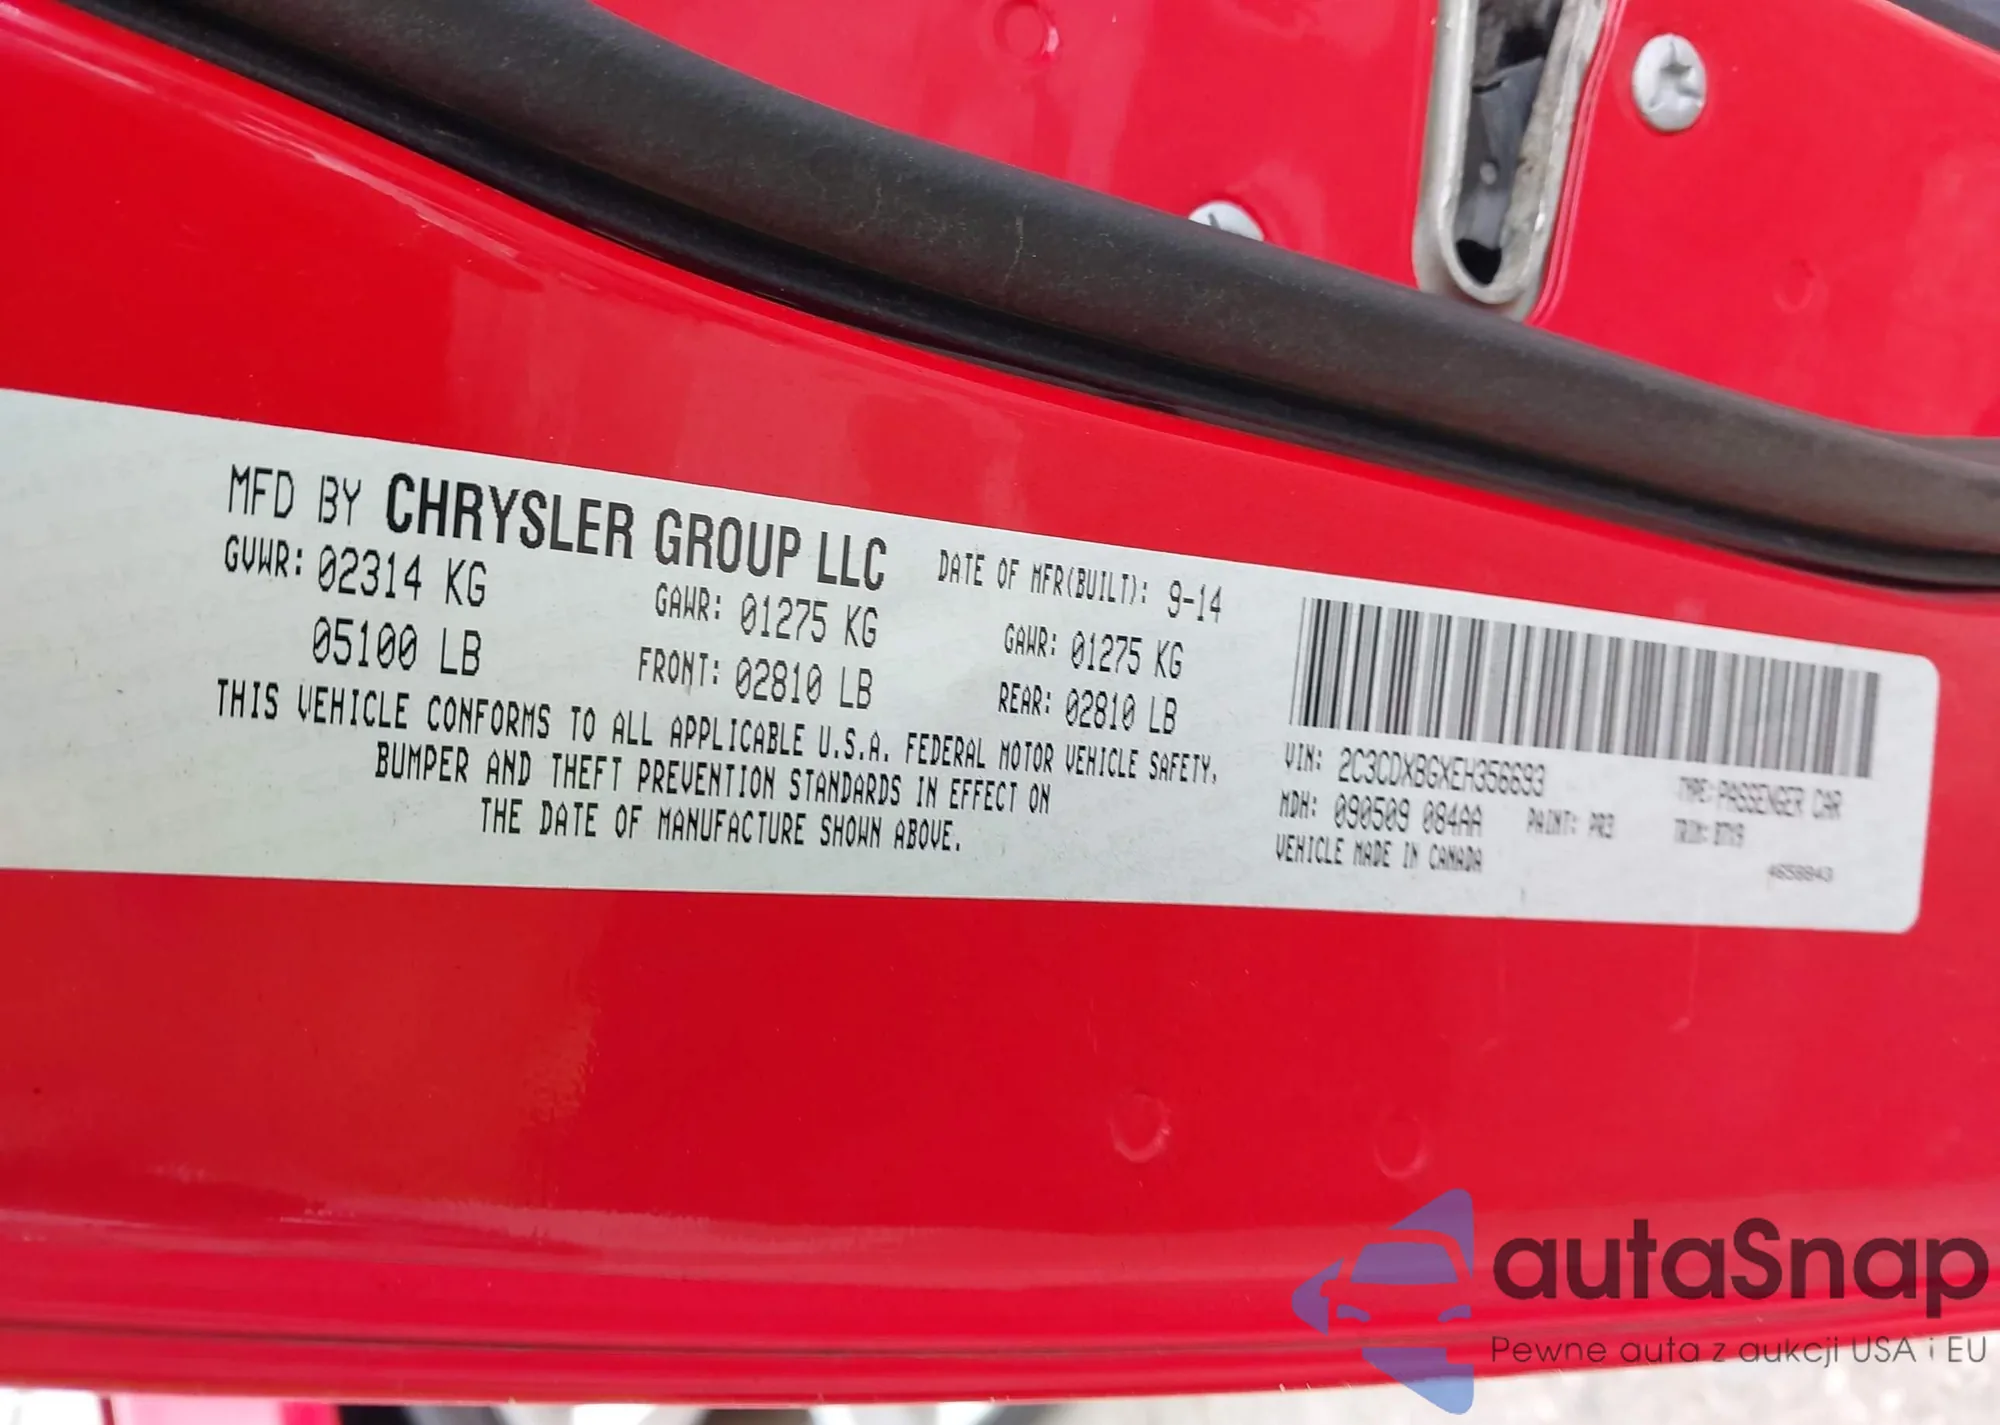 MFD BY CHRYSLER GROUP LLC DATE OF MFR(BUILT): 9-14
GVWR: 02314 KG GAWR: 01275 KG GAWR: 01275 KG
05100 LB FRONT: 02810 LB REAR: 02810 LB
THIS VEHICLE CONFORMS TO ALL APPLICABLE U.S.A. FEDERAL MOTOR VEHICLE SAFETY,
BUMPER AND THEFT PREVENTION STANDARDS IN EFFECT ON
THE DATE OF MANUFACTURE SHOWN ABOVE.
VIN: 2C3CDXBGXEH356693 TYPE: PASSENGER CAR
MDH: 090509 084AA PAINT: PR3 TRIM:
VEHICLE MADE IN CANADA
4658843
autaSnap
Pewne auta z aukcji USA i EU